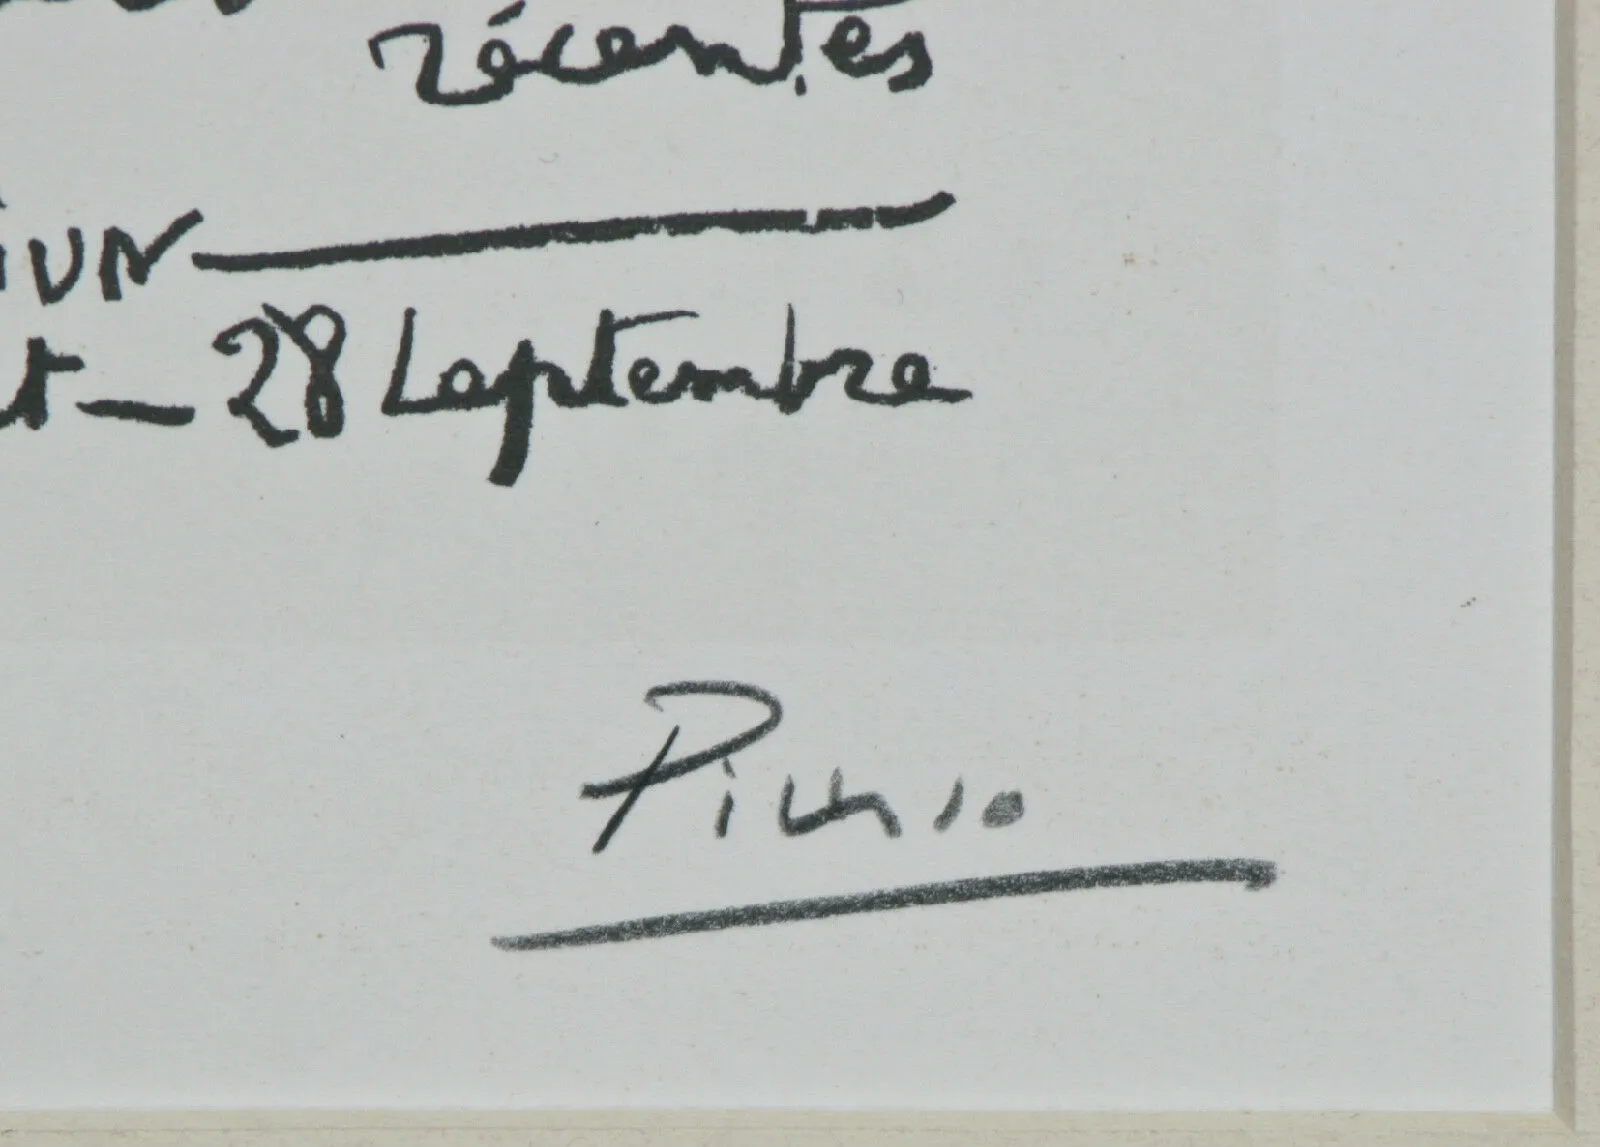 récentes
28 Septembre
Picasso